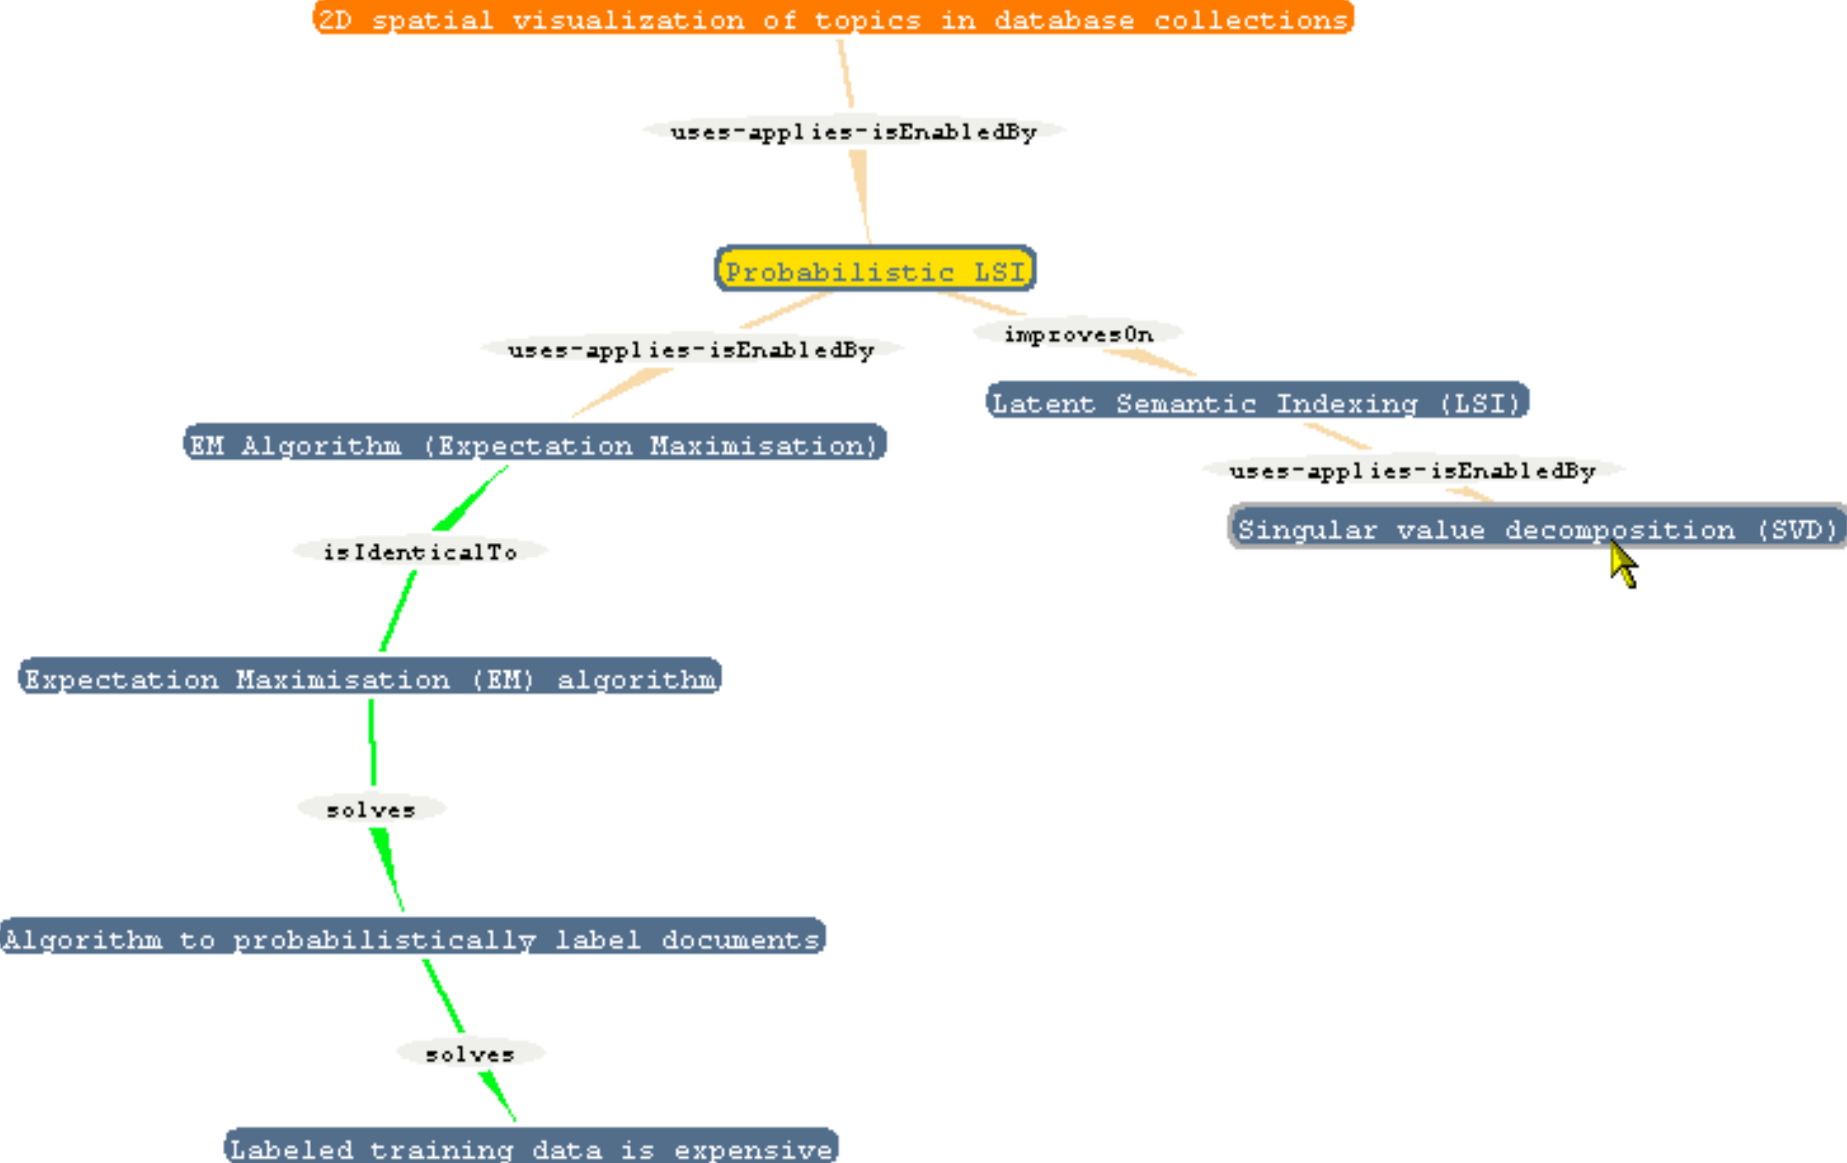 2D spatial visualization of topics in database collections
uses-applies-isEnabledBy
Probabilistic LSI
improvesOn
uses-applies-isEnabledBy
Latent Semantic Indexing (LSI)
EM Algorithm (Expectation Maximisation)
uses-applies-isEnabledBy
Singular value decomposition (SVD)
isIdenticalTo
Expectation Maximisation (EM) algorithm
solves
Algorithm to probabilistically label documents
solves
Labeled training data is expensive